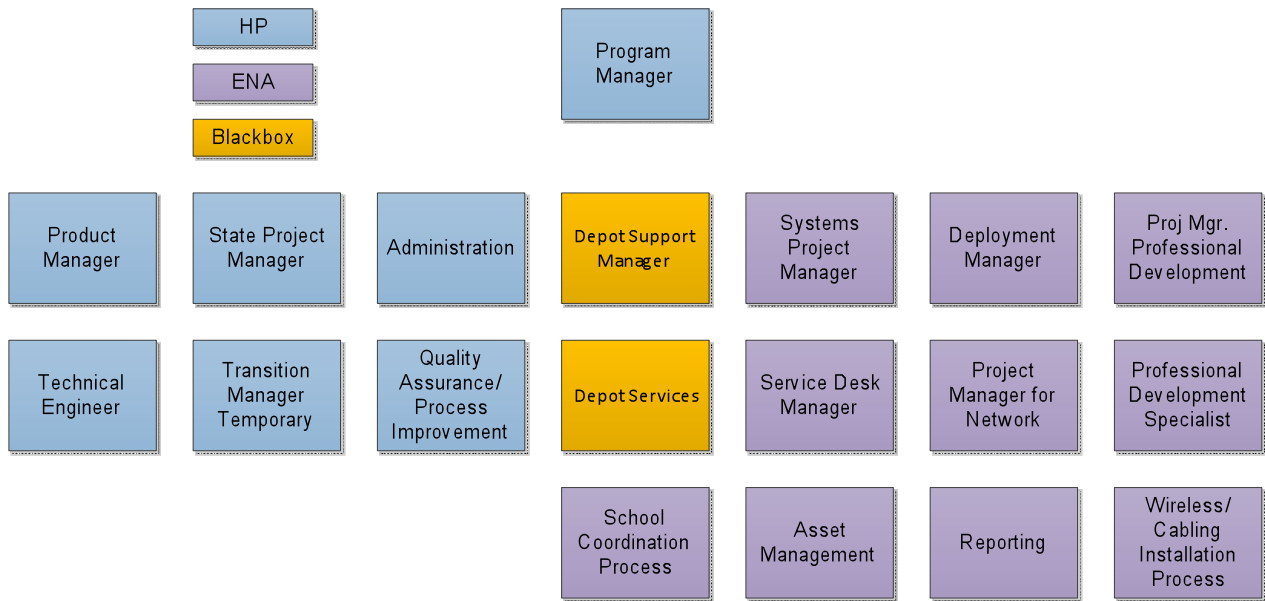 HP
Program
Manager
ENA
Blackbox
Product
Manager
State Project
Manager
Administration
Depot Support
Manager
Systems
Project
Manager
Deployment
Manager
Proj Mgr.
Professional
Development
Technical
Engineer
Transition
Manager
Temporary
Quality
Assurance/
Process
Improvement
Depot Services
Service Desk
Manager
Project
Manager for
Network
Professional
Development
Specialist
School
Coordination
Process
Asset
Management
Reporting
Wireless/
Cabling
Installation
Process